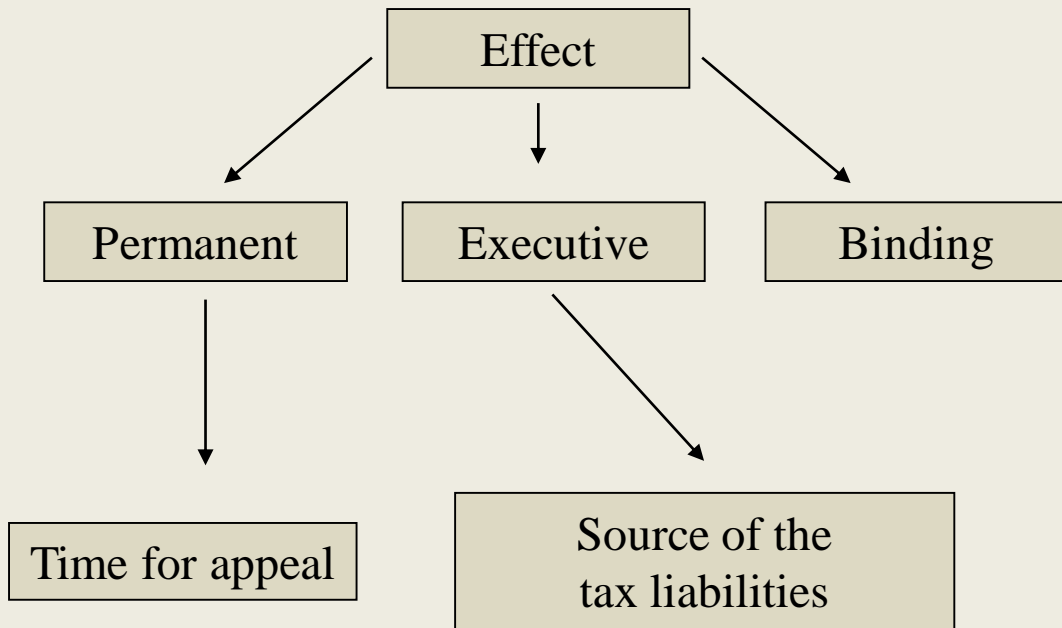 Effect
Permanent
Executive
Binding
Time for appeal
Source of the
tax liabilities